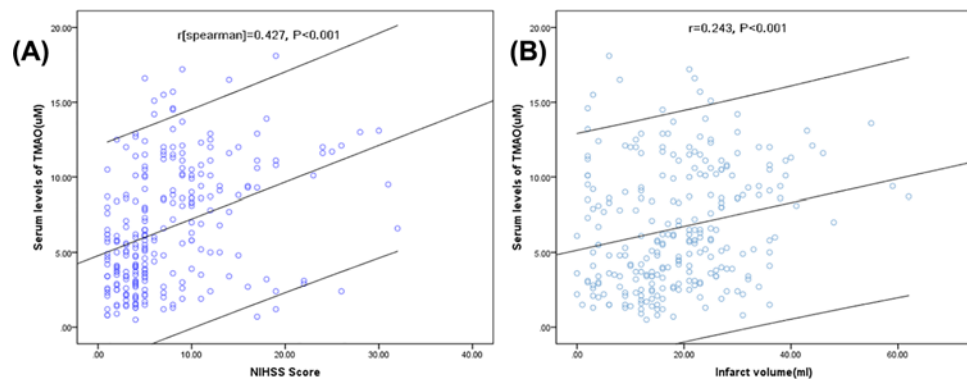 (A)
r[spearman]=0.427, P<0.001
Serum levels of TMAO(uM)
20.00
15.00
10.00
5.00
.00
.00 10.00 20.00 30.00 40.00
NIHSS Score
(B)
r=0.243, P<0.001
Serum levels of TMAO(uM)
20.00
15.00
10.00
5.00
.00
.00 20.00 40.00 60.00
Infarct volume(ml)